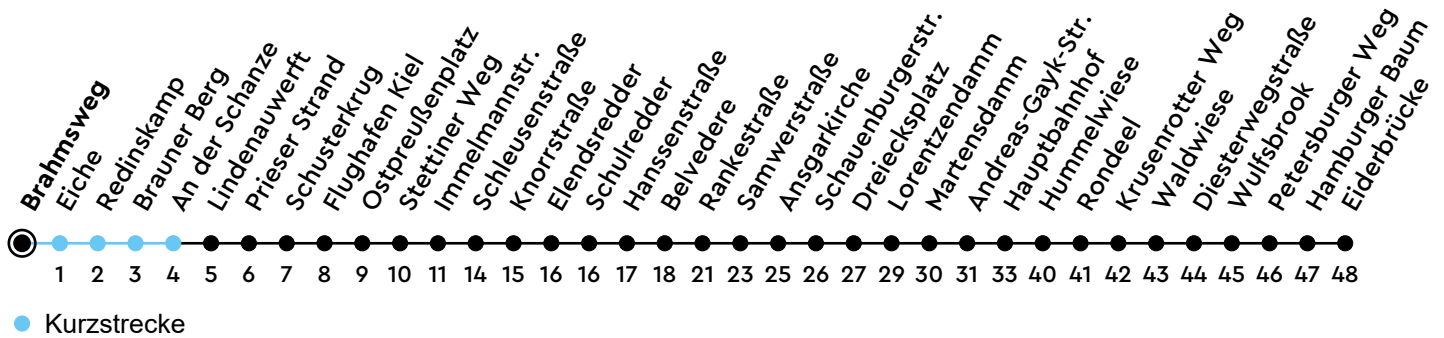 Brahmsweg
Eiche
Redinskamp
Brauner Berg
An der Schanze
Lindenauwerft
Prieser Strand
Schusterkrug
Flughafen Kiel
Ostpreußenplatz
Stettiner Weg
Immelmannstr.
Schleusenstraße
Knorrstraße
Elendsredder
Schulredder
Hanssenstraße
Belvedere
Rankestraße
Samwerstraße
Ansgarkirche
Schauenburgerstr.
Dreiecksplatz
Lorentzendamm
Martensdamm
Andreas-Gayk-Str.
Hauptbahnhof
Hummelwiese
Rondeel
Krusenrotter Weg
Waldwiese
Diesterwegstraße
Wulfsbrook
Petersburger Weg
Hamburger Baum
Eiderbrücke
1 2 3 4 5 6 7 8 9 10 11 14 15 16 16 17 18 21 23 25 26 27 29 30 31 33 40 41 42 43 44 45 46 47 48
Kurzstrecke